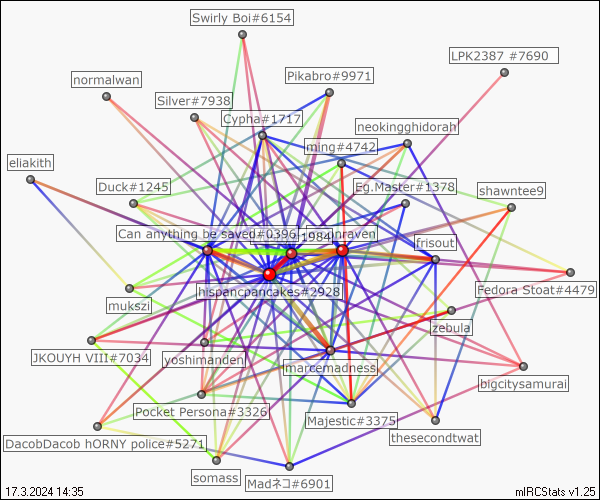 Swirly Boi#6154
LPK2387 #7690
normalwan
Pikabro#9971
Silver#7938
Cypha#1717
neokingghidorah
ming#4742
eliakith
Duck#1245
Eg.Master#1378
shawntee9
Can anything be saved#0396
1984
nraven
frisout
hispancpancakes#2928
Fedora Stoat#4479
mukszi
zebula
JKOUYH VIII#7034
yoshimanden
marcemadness
bigcitysamurai
Pocket Persona#3326
Majestic#3375
DacobDacob hORNY police#5271
thesecondtwat
somass
Madネコ#6901
17.3.2024 14:35
mIRCStats v1.25